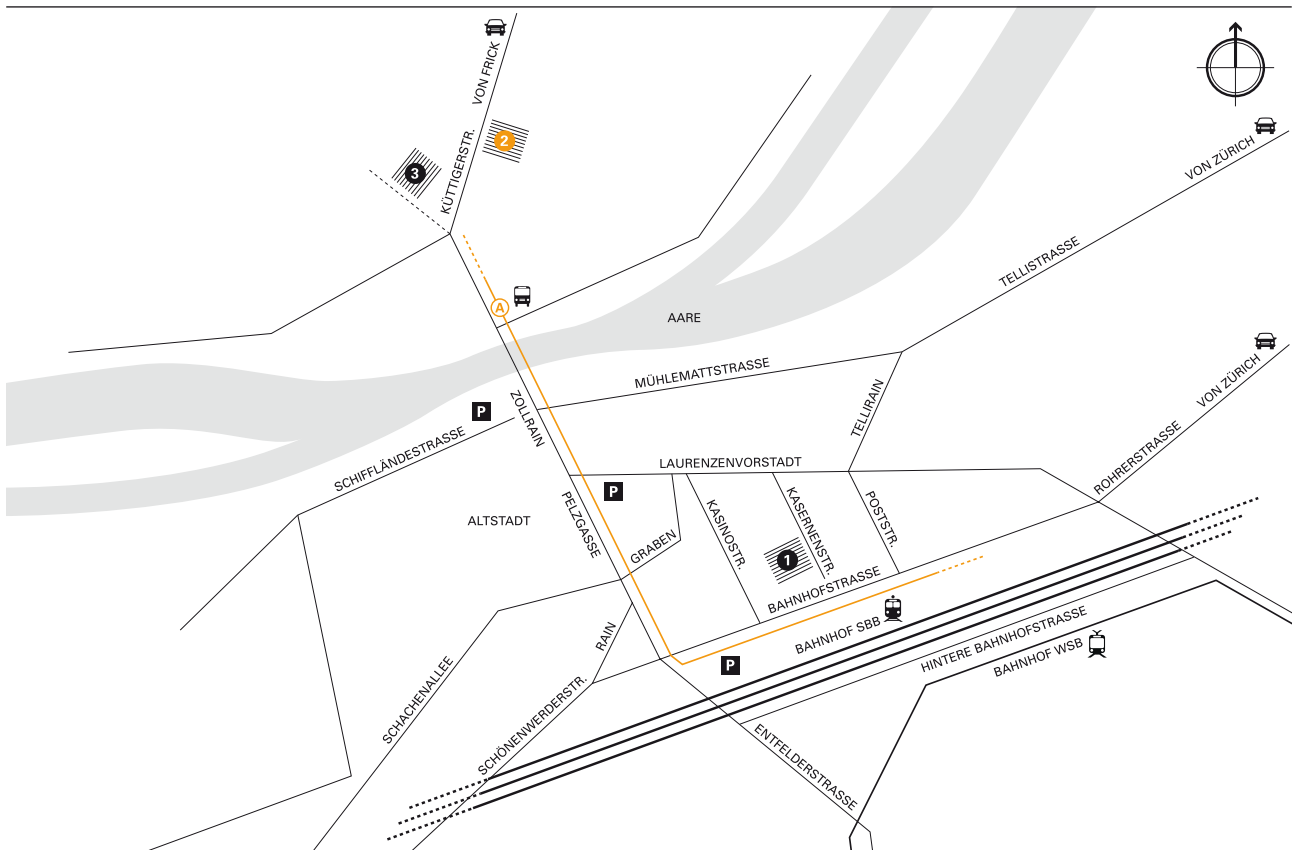 VON FRICK
KÜTTIGERSTR.
2
3
VON ZÜRICH
TELLISTRASSE
A
AARE
MÜHLEMATTSTRASSE
VON ZÜRICH
ROHRERSTRASSE
TELLIRAIN
ZOLLRAIN
P
SCHIFFLÄNDESTRASSE
LAURENZENVORSTADT
P
PELZGASSE
ALTSTADT
GRABEN
KASINOSTR.
KASERNENSTR.
POSTSTR.
1
BAHNHOFSTRASSE
BAHNHOF SBB
P
RAIN
HINTERE BAHNHOFSTRASSE
BAHNHOF WSB
SCHACHENALLEE
SCHÖNENWERDERSTR.
ENTFELDERSTRASSE